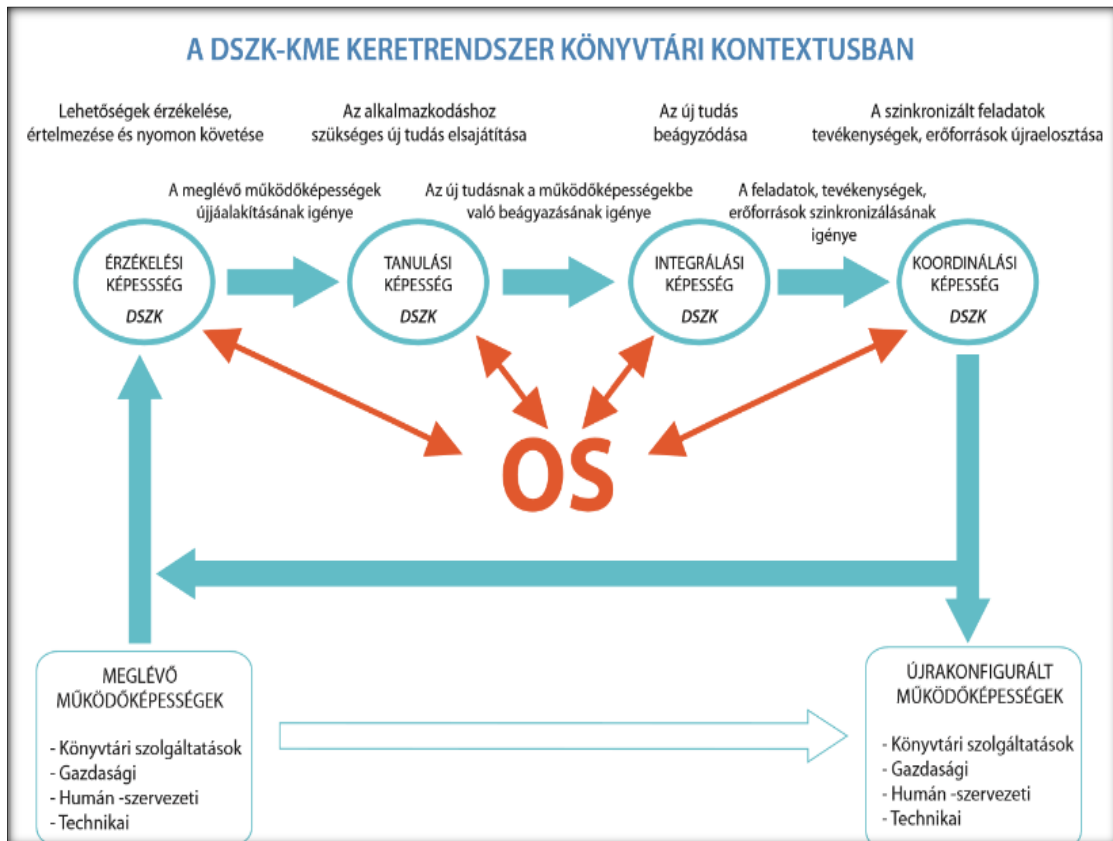 A DSZK-KME KERETRENDSZER KÖNYVTÁRI KONTEXTUSBAN
Lehetőségek érzékelése,
értelmezése és nyomon követése
Az alkalmazkodáshoz
szükséges új tudás elsajátítása
Az új tudás
beágyzódása
A szinkronizált feladatok
tevékenységek, erőforrások újraelosztása
A meglévő működőképességek
újjáalakításának igénye
Az új tudásnak a működőképességekbe
való beágyazásának igénye
A feladatok, tevékenységek,
erőforrások szinkronizálásának
igénye
ÉRZÉKELÉSI
KÉPESSSÉG
DSZK
TANULÁSI
KÉPESSÉG
DSZK
INTEGRÁLÁSI
KÉPESSÉG
DSZK
KOORDINÁLÁSI
KÉPESSÉG
DSZK
OS
MEGLÉVŐ
MŰKÖDŐKÉPESSÉGEK
- Könyvtári szolgáltatások
- Gazdasági
- Humán -szervezeti
- Technikai
ÚJRAKONFIGURÁLT
MŰKÖDŐKÉPESSÉGEK
- Könyvtári szolgáltatások
- Gazdasági
- Humán -szervezeti
- Technikai